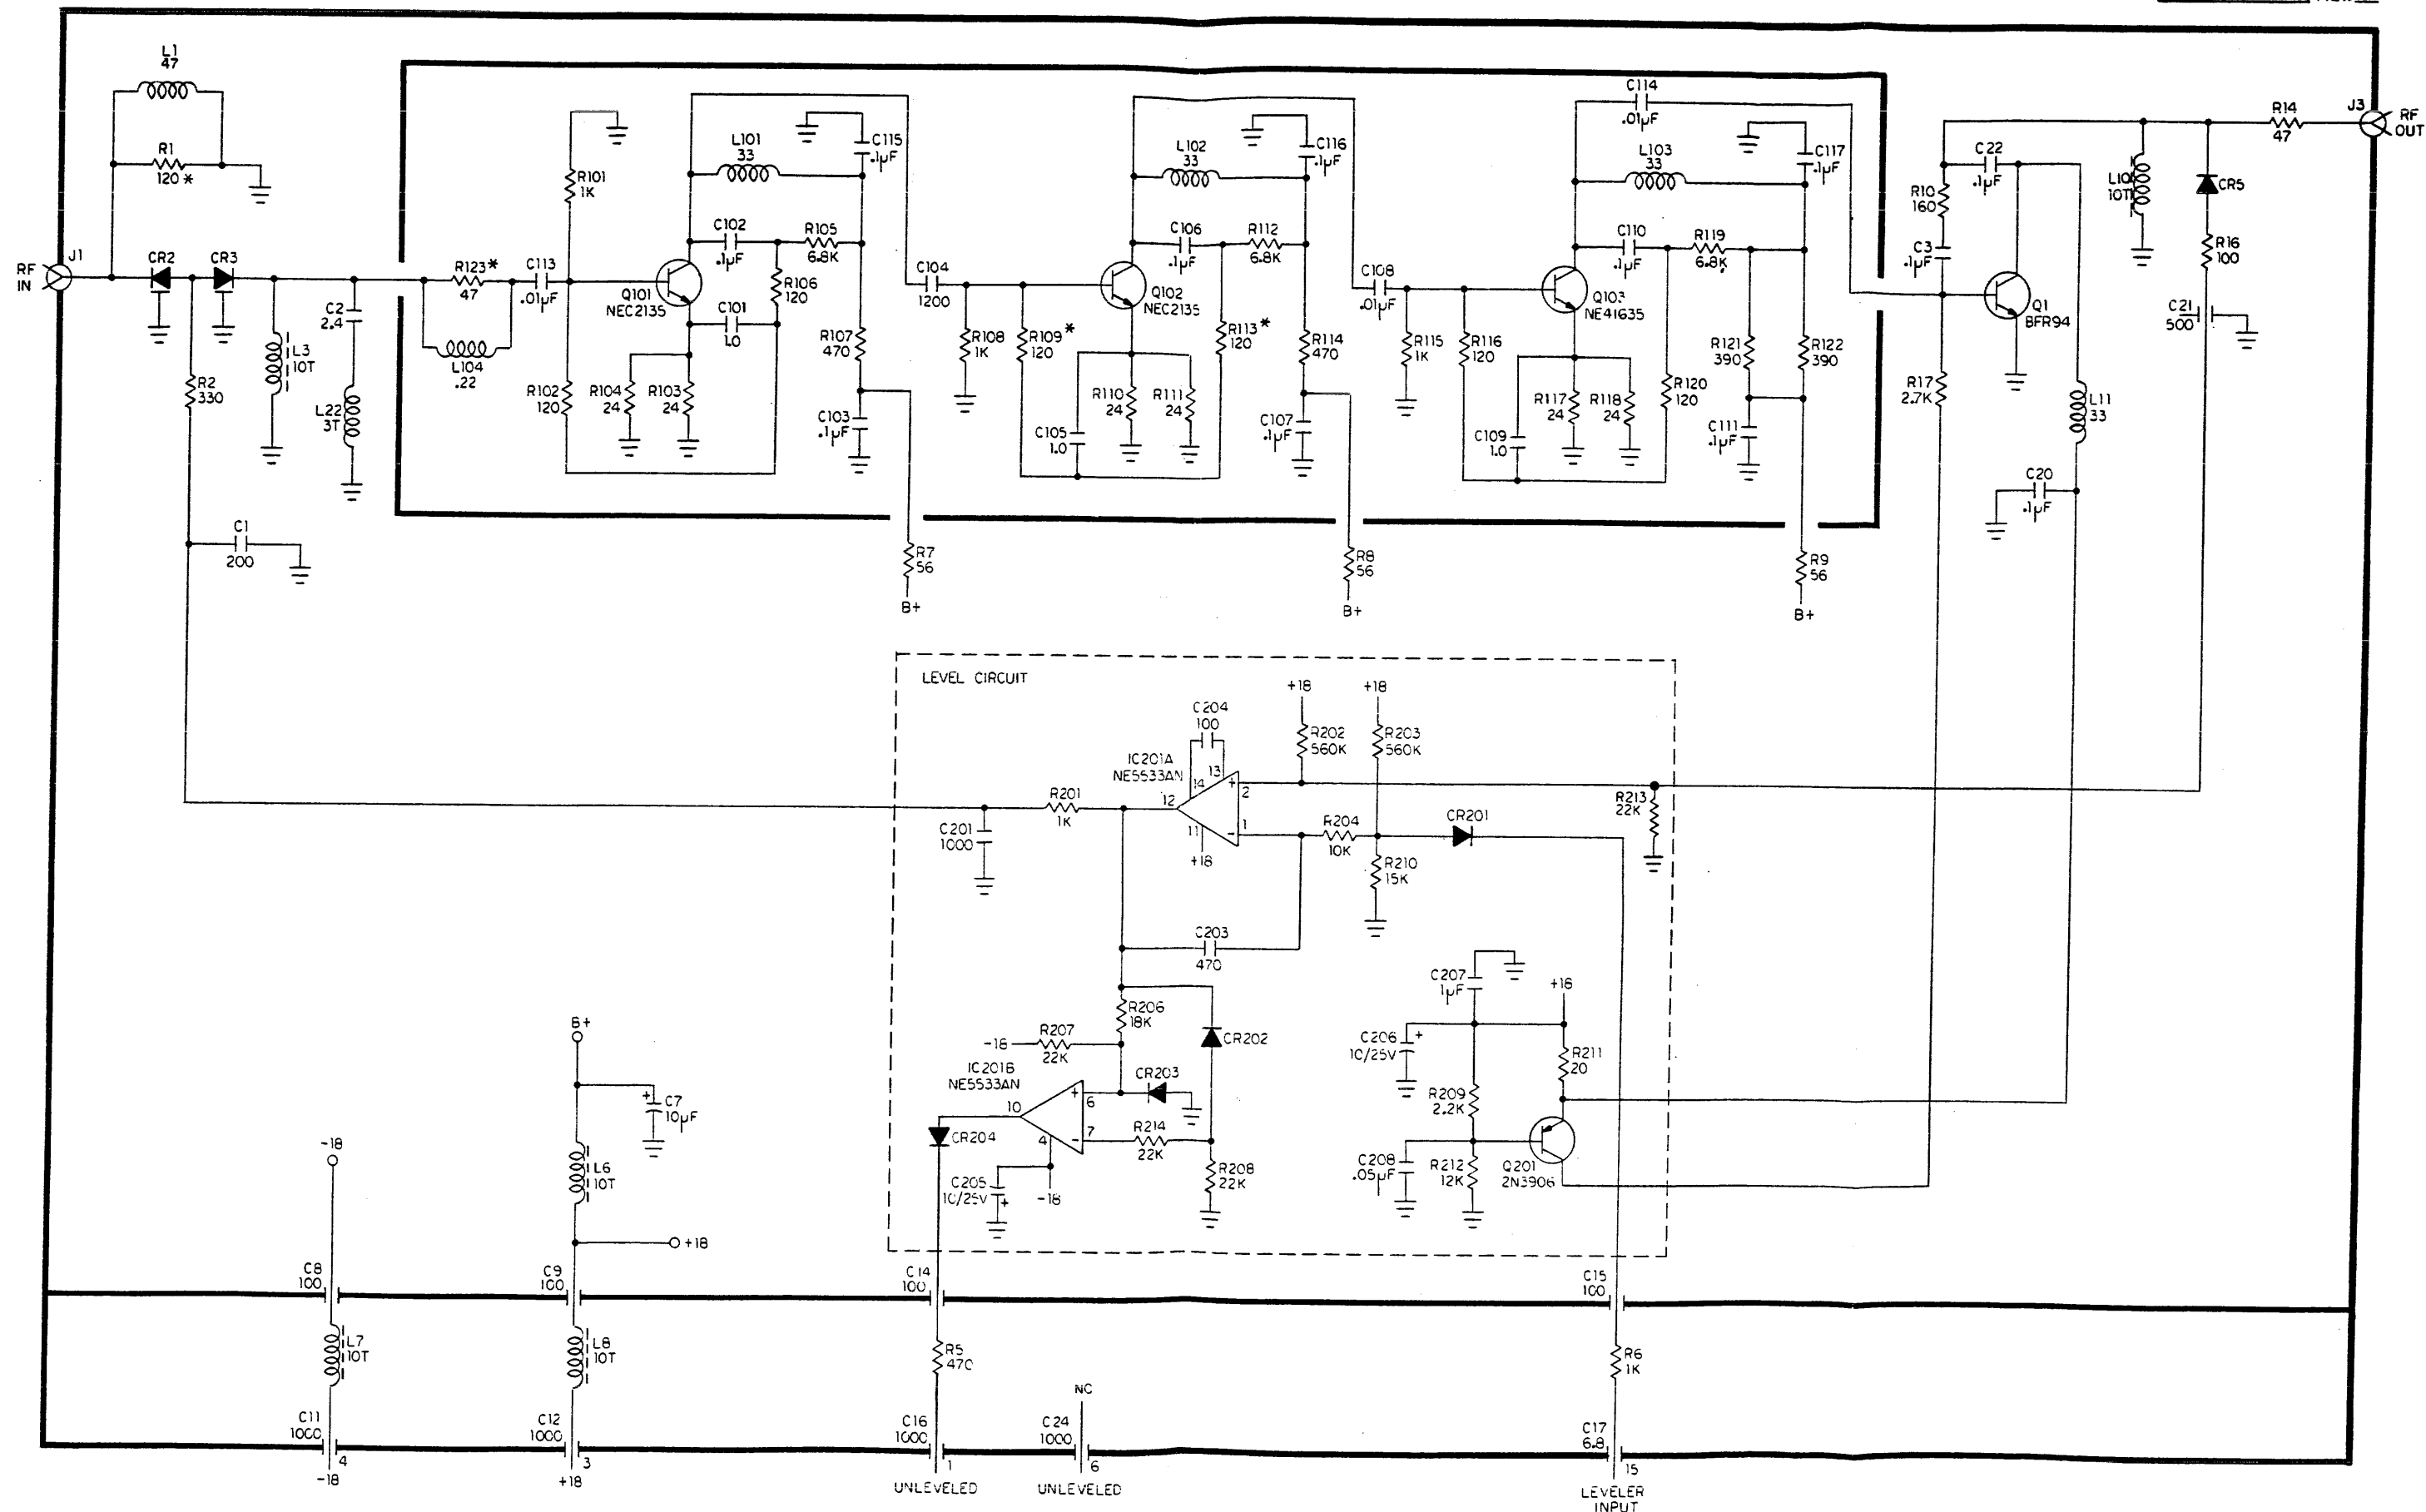 L1
47
R1
120*
J1
RF
IN
CR2
CR3
R2
330
L3
10T
C2
2.4
L22
3T
C1
200
R123*
47
L104
.22
C113
.01µF
R101
1K
R102
120
R104
24
R103
24
Q101
NEC2135
L101
33
C115
.1µF
C102
.1µF
R105
6.8K
R106
120
C101
1.0
R107
470
C103
.1µF
R7
56
B+
C104
1200
R108
1K
R109*
120
C105
1.0
R110
24
R111
24
Q102
NEC2135
L102
33
C116
.1µF
C106
.1µF
R112
6.8K
R113*
120
R114
470
C107
.1µF
R8
56
B+
C108
.01µF
R115
1K
R116
120
C109
1.0
R117
24
R118
24
Q103
NE41635
C114
.01µF
L103
33
C117
.1µF
C110
.1µF
R119
6.8K
R120
120
R121
390
R122
390
C111
.1µF
R9
56
B+
R10
160
C22
.1µF
C3
.1µF
Q1
BFR94
R17
2.7K
L11
33
C20
.1µF
L10
10T
CR5
R16
100
C21
500
R14
47
J3
RF
OUT
LEVEL CIRCUIT
C204
100
IC201A
NE5533AN
14
13
12
11
+18
2
1
+
-
+18
R202
560K
+18
R203
560K
R201
1K
C201
1000
R204
10K
CR201
R210
15K
R213
22K
C203
470
R206
18K
R207
22K
-18
CR202
IC201B
NE5533AN
CR203
10
+
6
4
-
7
CR204
R214
22K
R208
22K
C205
10/25V
+
-18
C207
1µF
+18
C206
10/25V
+
R211
20
R209
2.2K
C208
.05µF
R212
12K
Q201
2N3906
B+
+
C7
10µF
L6
10T
+18
-18
C8
100
C9
100
C14
100
C15
100
L7
10T
L8
10T
R5
470
R6
1K
NC
C11
1000
4
-18
C12
1000
3
+18
C16
1000
1
UNLEVELED
C24
1000
6
UNLEVELED
C17
6.8
15
LEVELER
INPUT